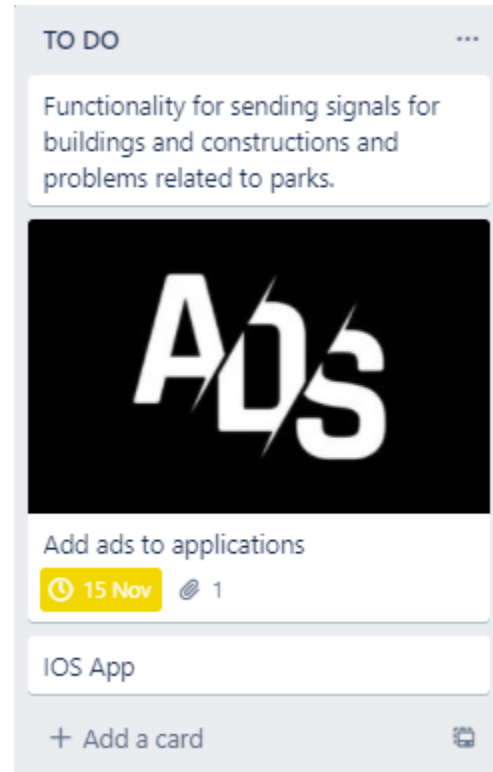 TO DO
Functionality for sending signals for
buildings and constructions and
problems related to parks.
ADS
Add ads to applications
15 Nov 1
IOS App
+ Add a card